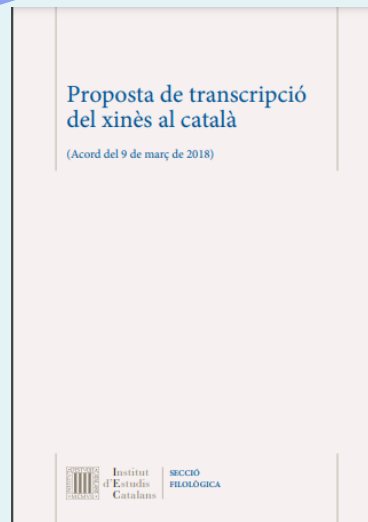 Proposta de transcripció
del xinès al català
(Acord del 9 de març de 2018)
Institut
d'Estudis
Catalans
SECCIÓ
FILOLÒGICA